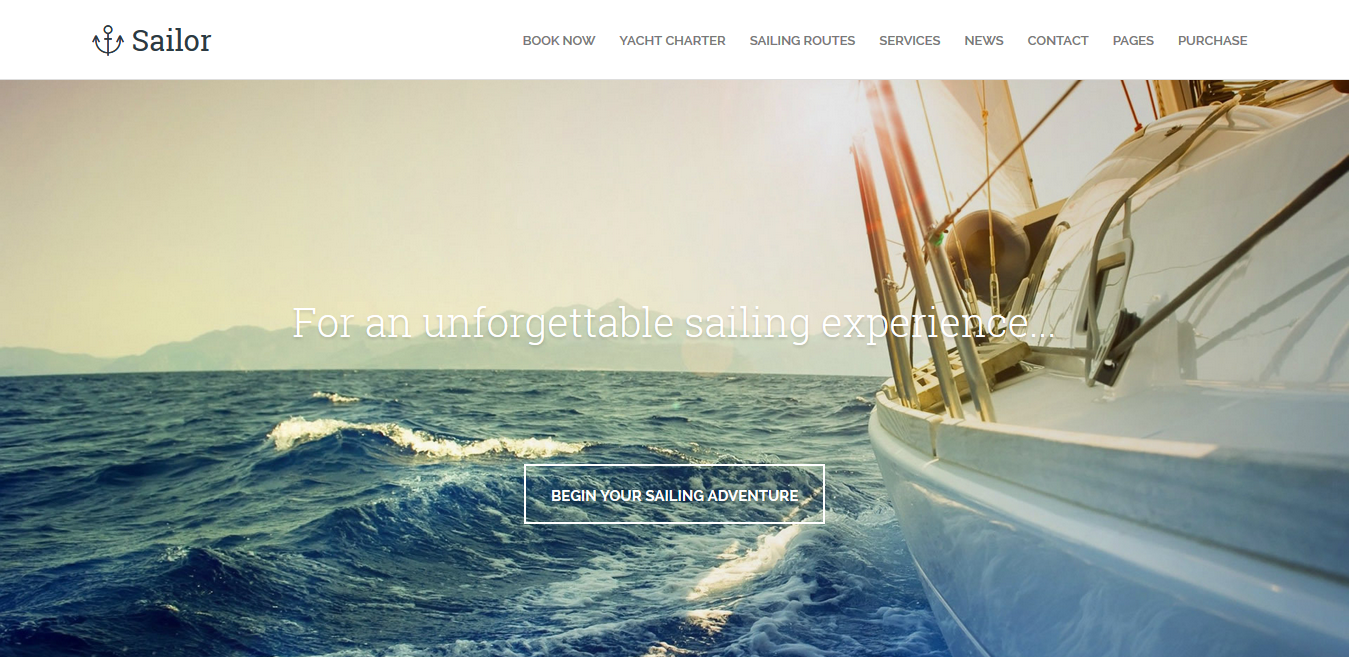 Sailor
BOOK NOW YACHT CHARTER SAILING ROUTES SERVICES NEWS CONTACT PAGES PURCHASE
For an unforgettable sailing experience...
BEGIN YOUR SAILING ADVENTURE